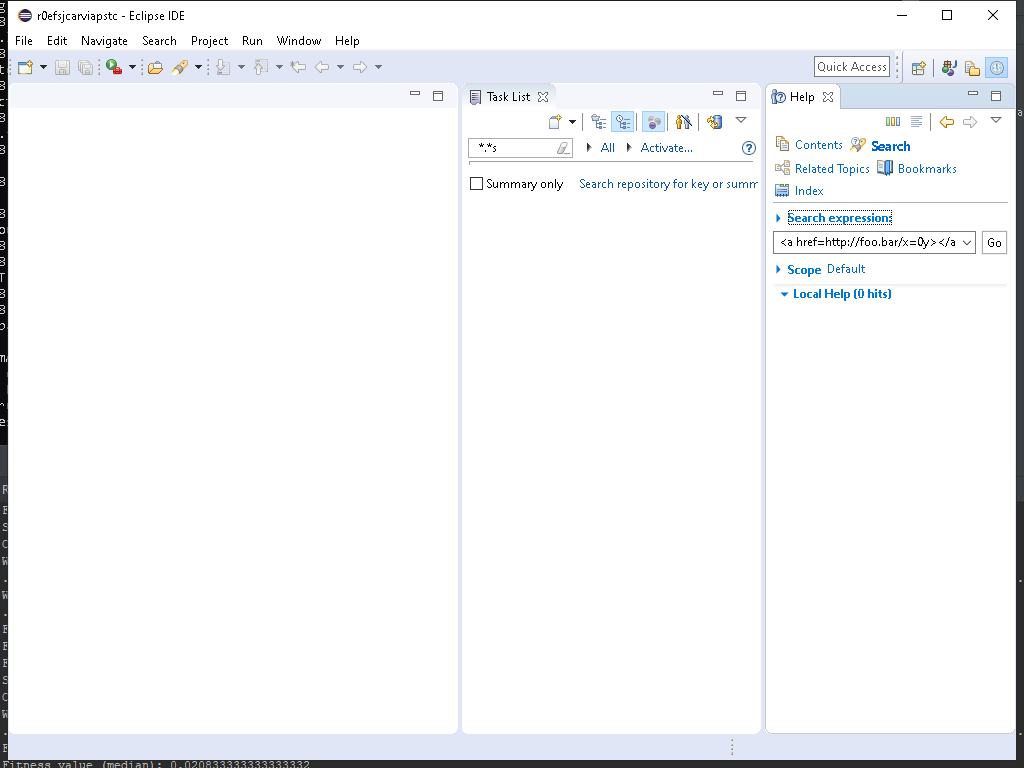 r0efsjcarviapstc - Eclipse IDE
File Edit Navigate Search Project Run Window Help
Quick Access
Task List
Help
Contents Search
*.*s All Activate...
Related Topics Bookmarks
Summary only Search repository for key or summ
Index
Search expression:
<a href=http://foo.bar/x=0y></a Go
Scope Default
Local Help (0 hits)
Fitness value (median): 0.020833333333333332